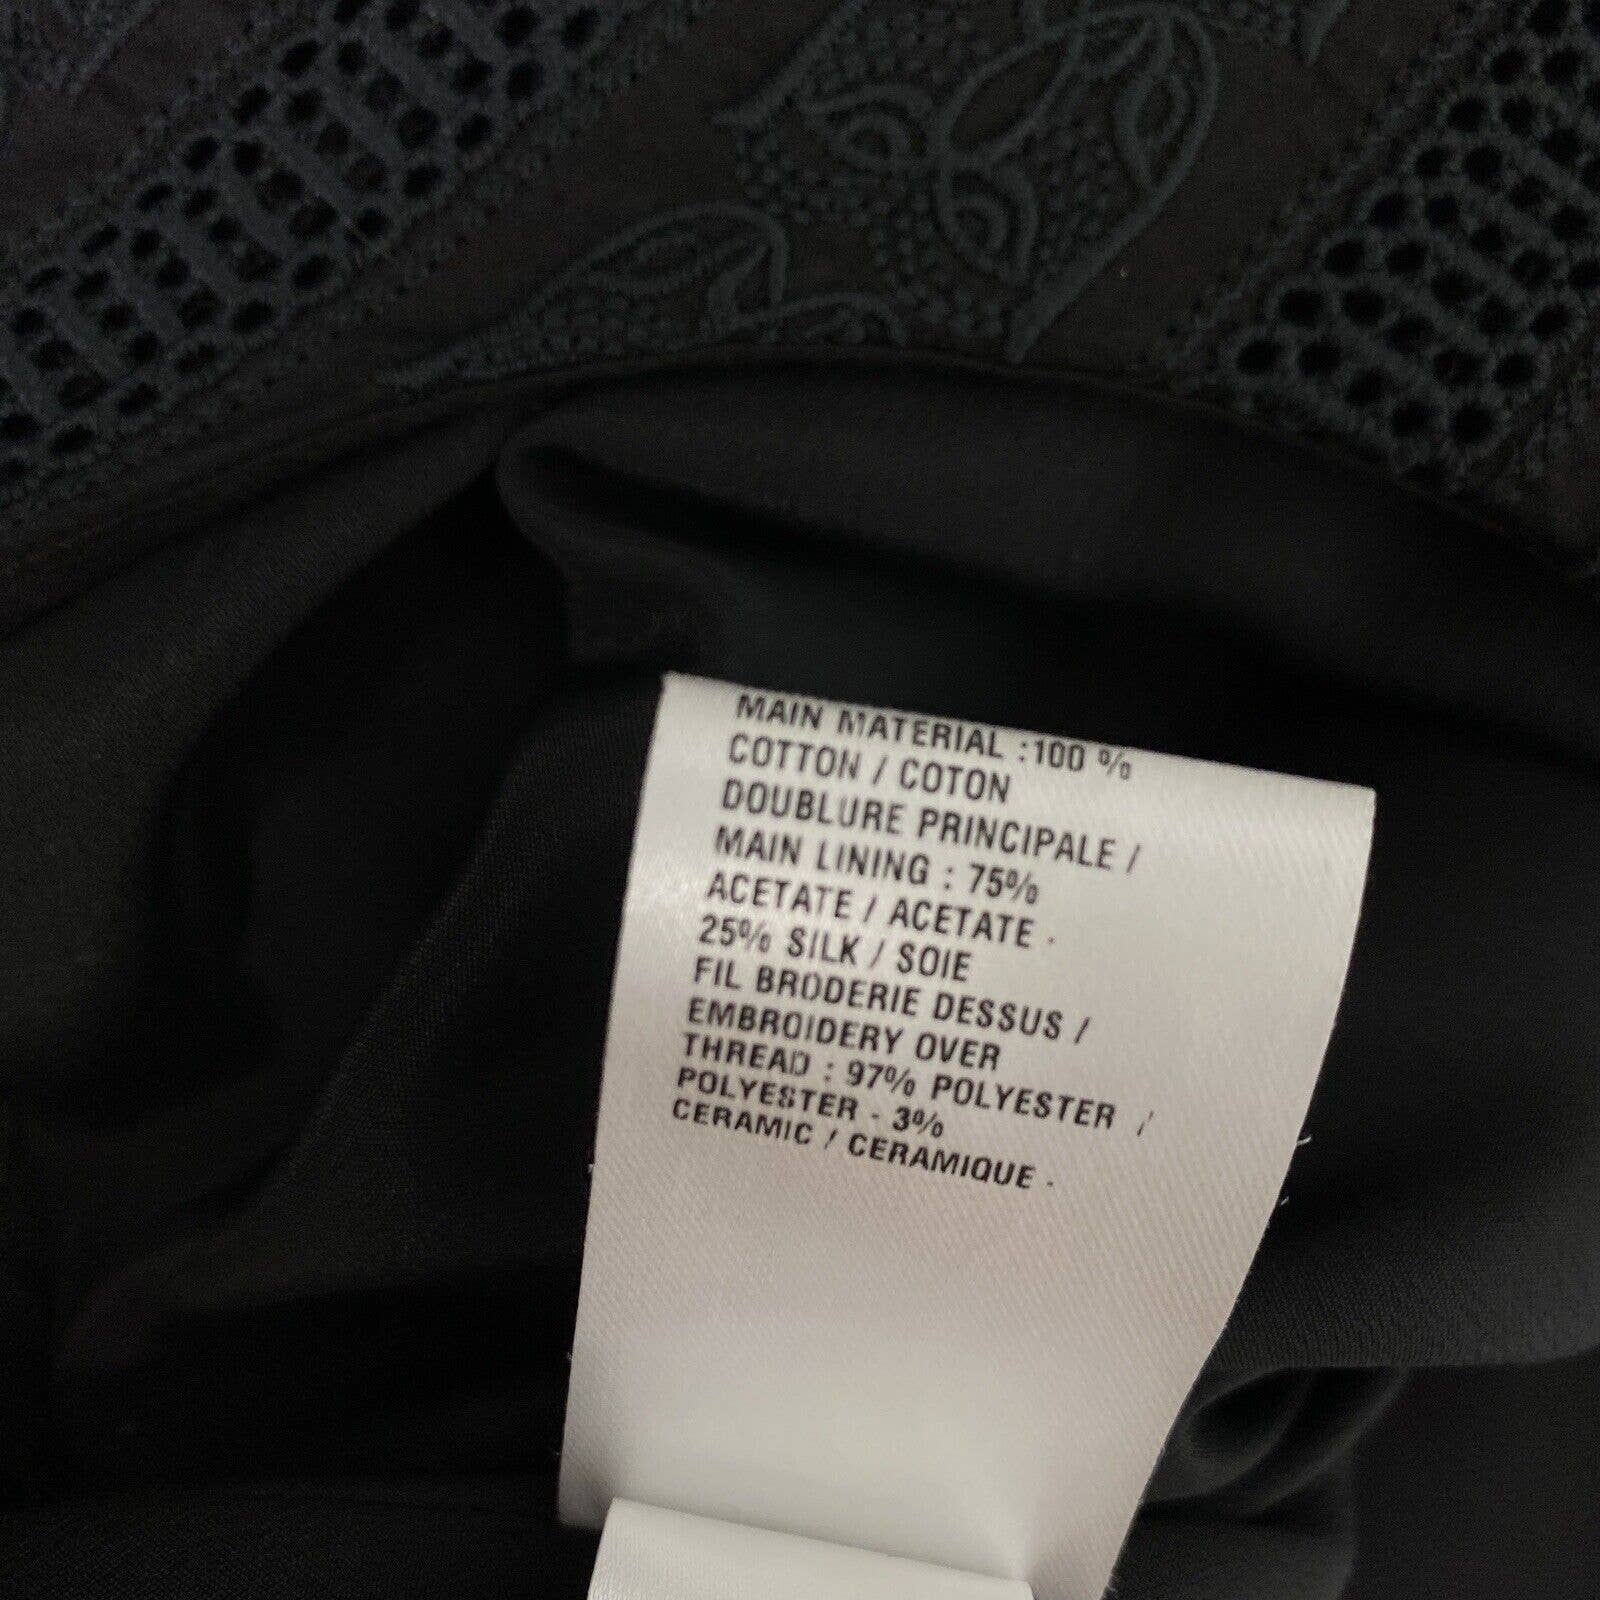 MAIN MATERIAL :100 %
COTTON / COTON
DOUBLURE PRINCIPALE /
MAIN LINING : 75%
ACETATE / ACETATE -
25% SILK / SOIE
FIL BRODERIE DESSUS /
EMBROIDERY OVER
THREAD : 97% POLYESTER /
POLYESTER - 3%
CERAMIC / CERAMIQUE -